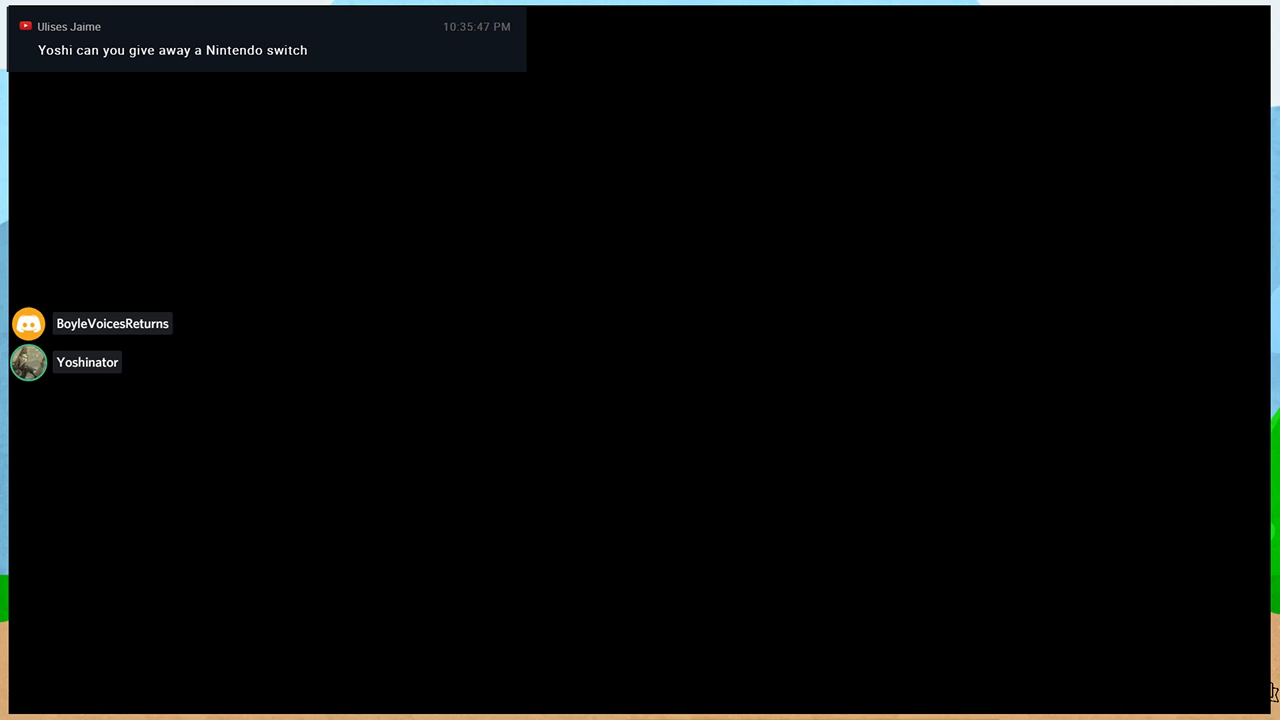 Ulises Jaime 10:35:47 PM
Yoshi can you give away a Nintendo switch
BoyleVoicesReturns
Yoshinator